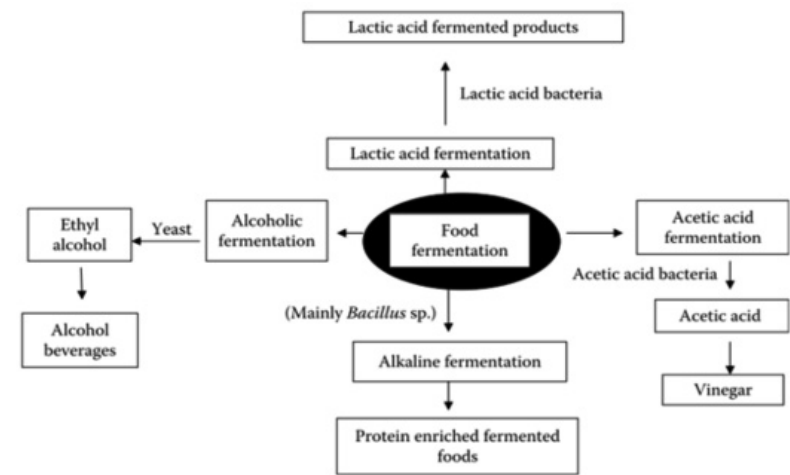 Lactic acid fermented products
Lactic acid bacteria
Lactic acid fermentation
Ethyl
alcohol
Yeast
Alcoholic
fermentation
Food
fermentation
Acetic acid
fermentation
Acetic acid bacteria
(Mainly Bacillus sp.)
Alcohol
beverages
Acetic acid
Alkaline fermentation
Vinegar
Protein enriched fermented
foods